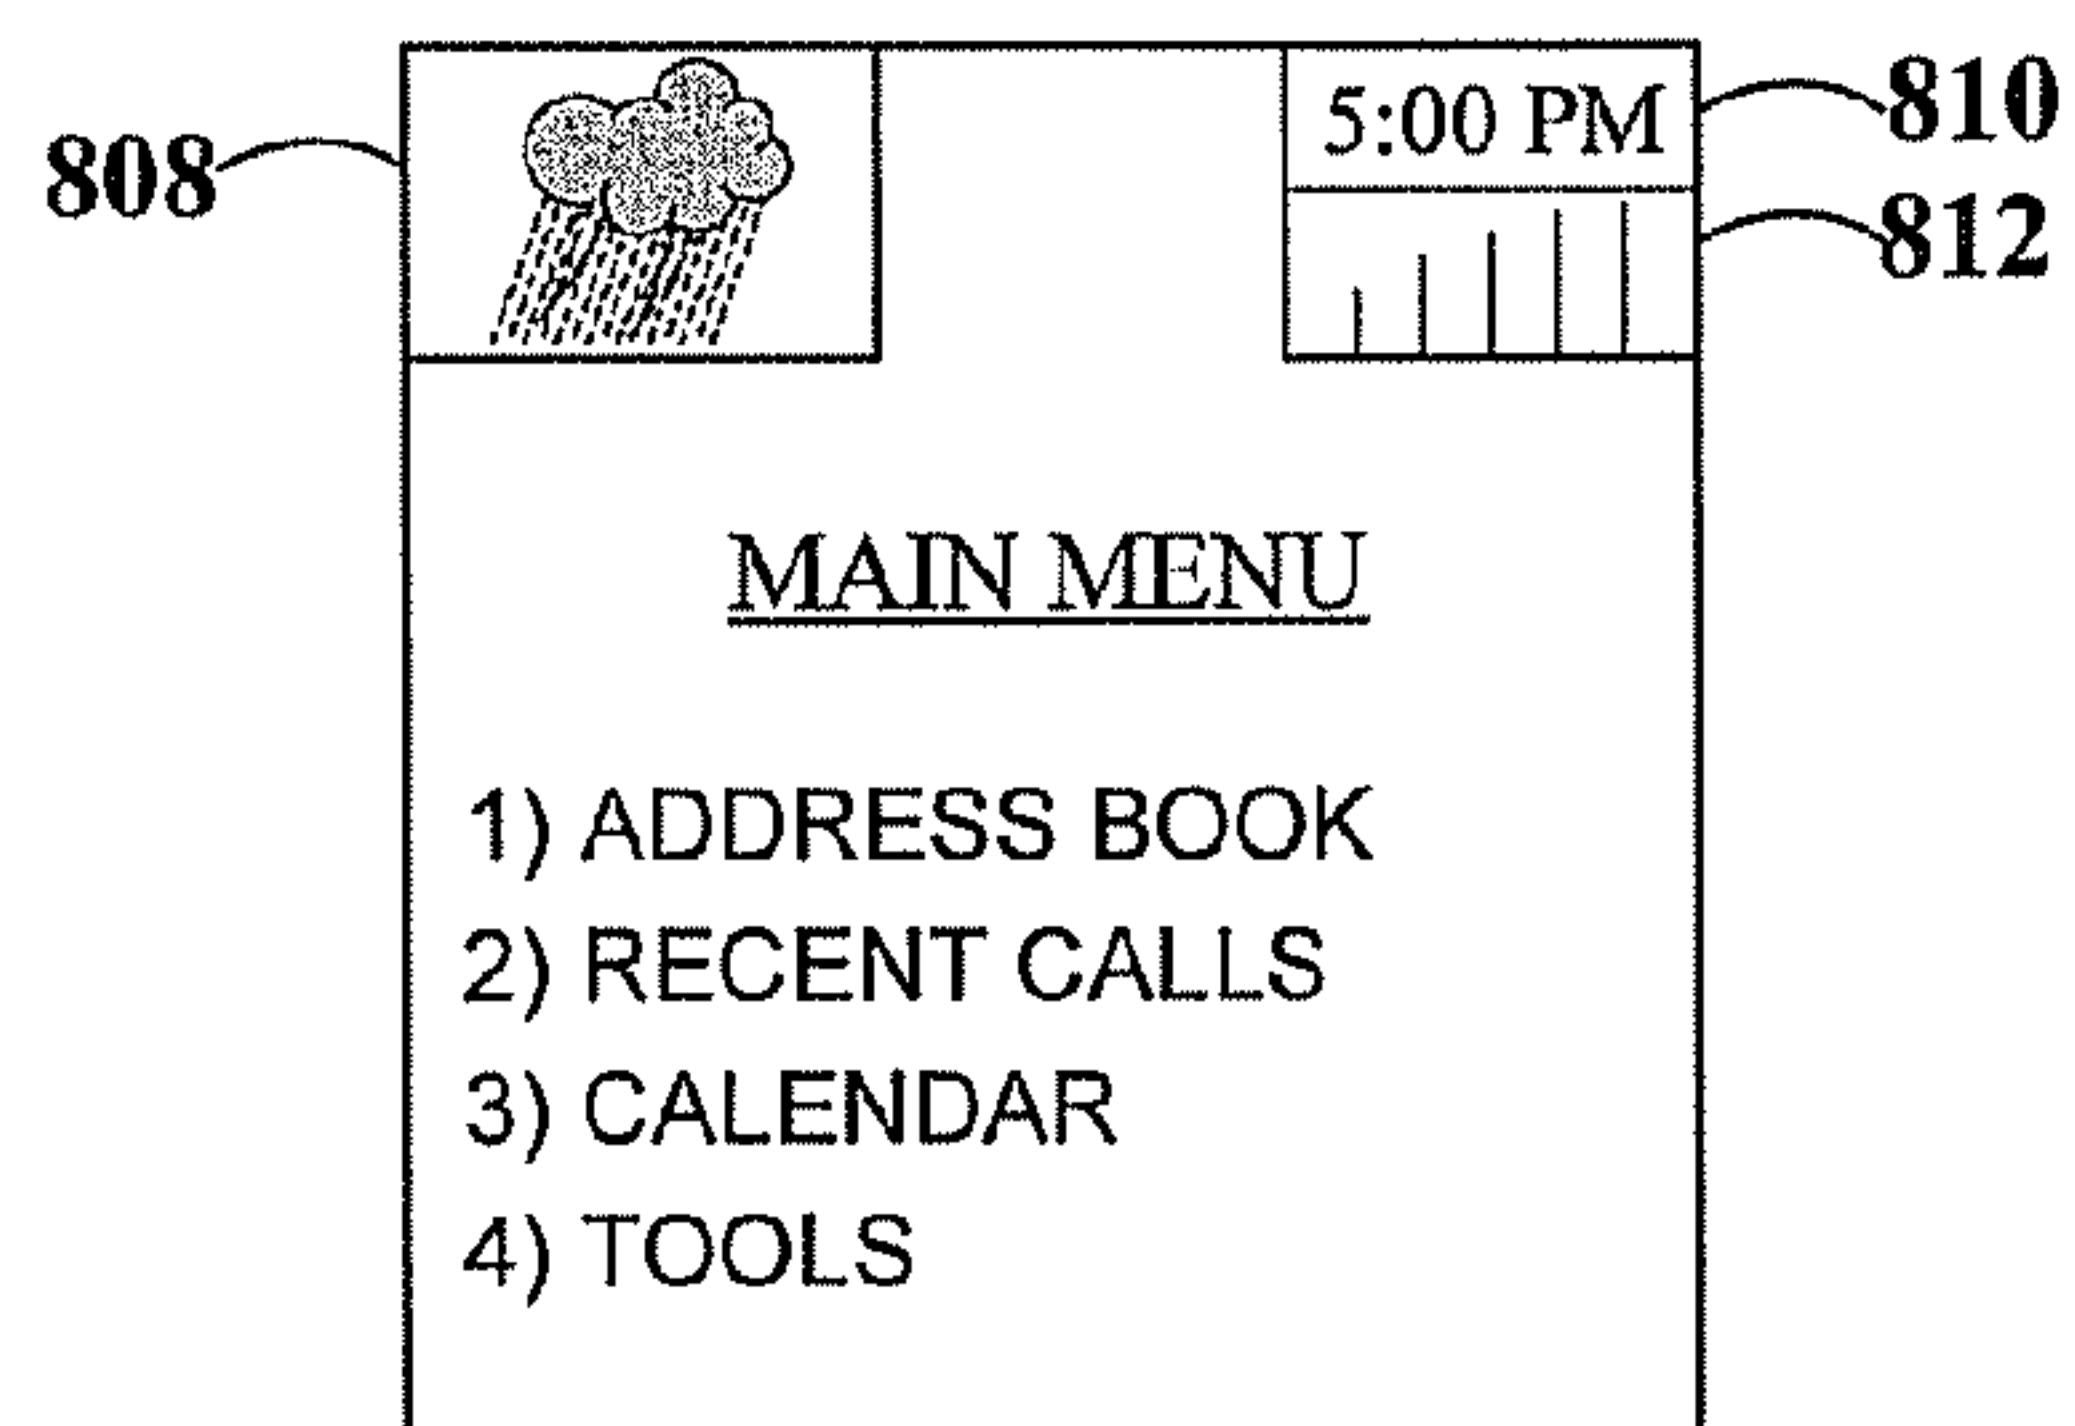 808
5:00 PM
810
812
MAIN MENU
1) ADDRESS BOOK
2) RECENT CALLS
3) CALENDAR
4) TOOLS